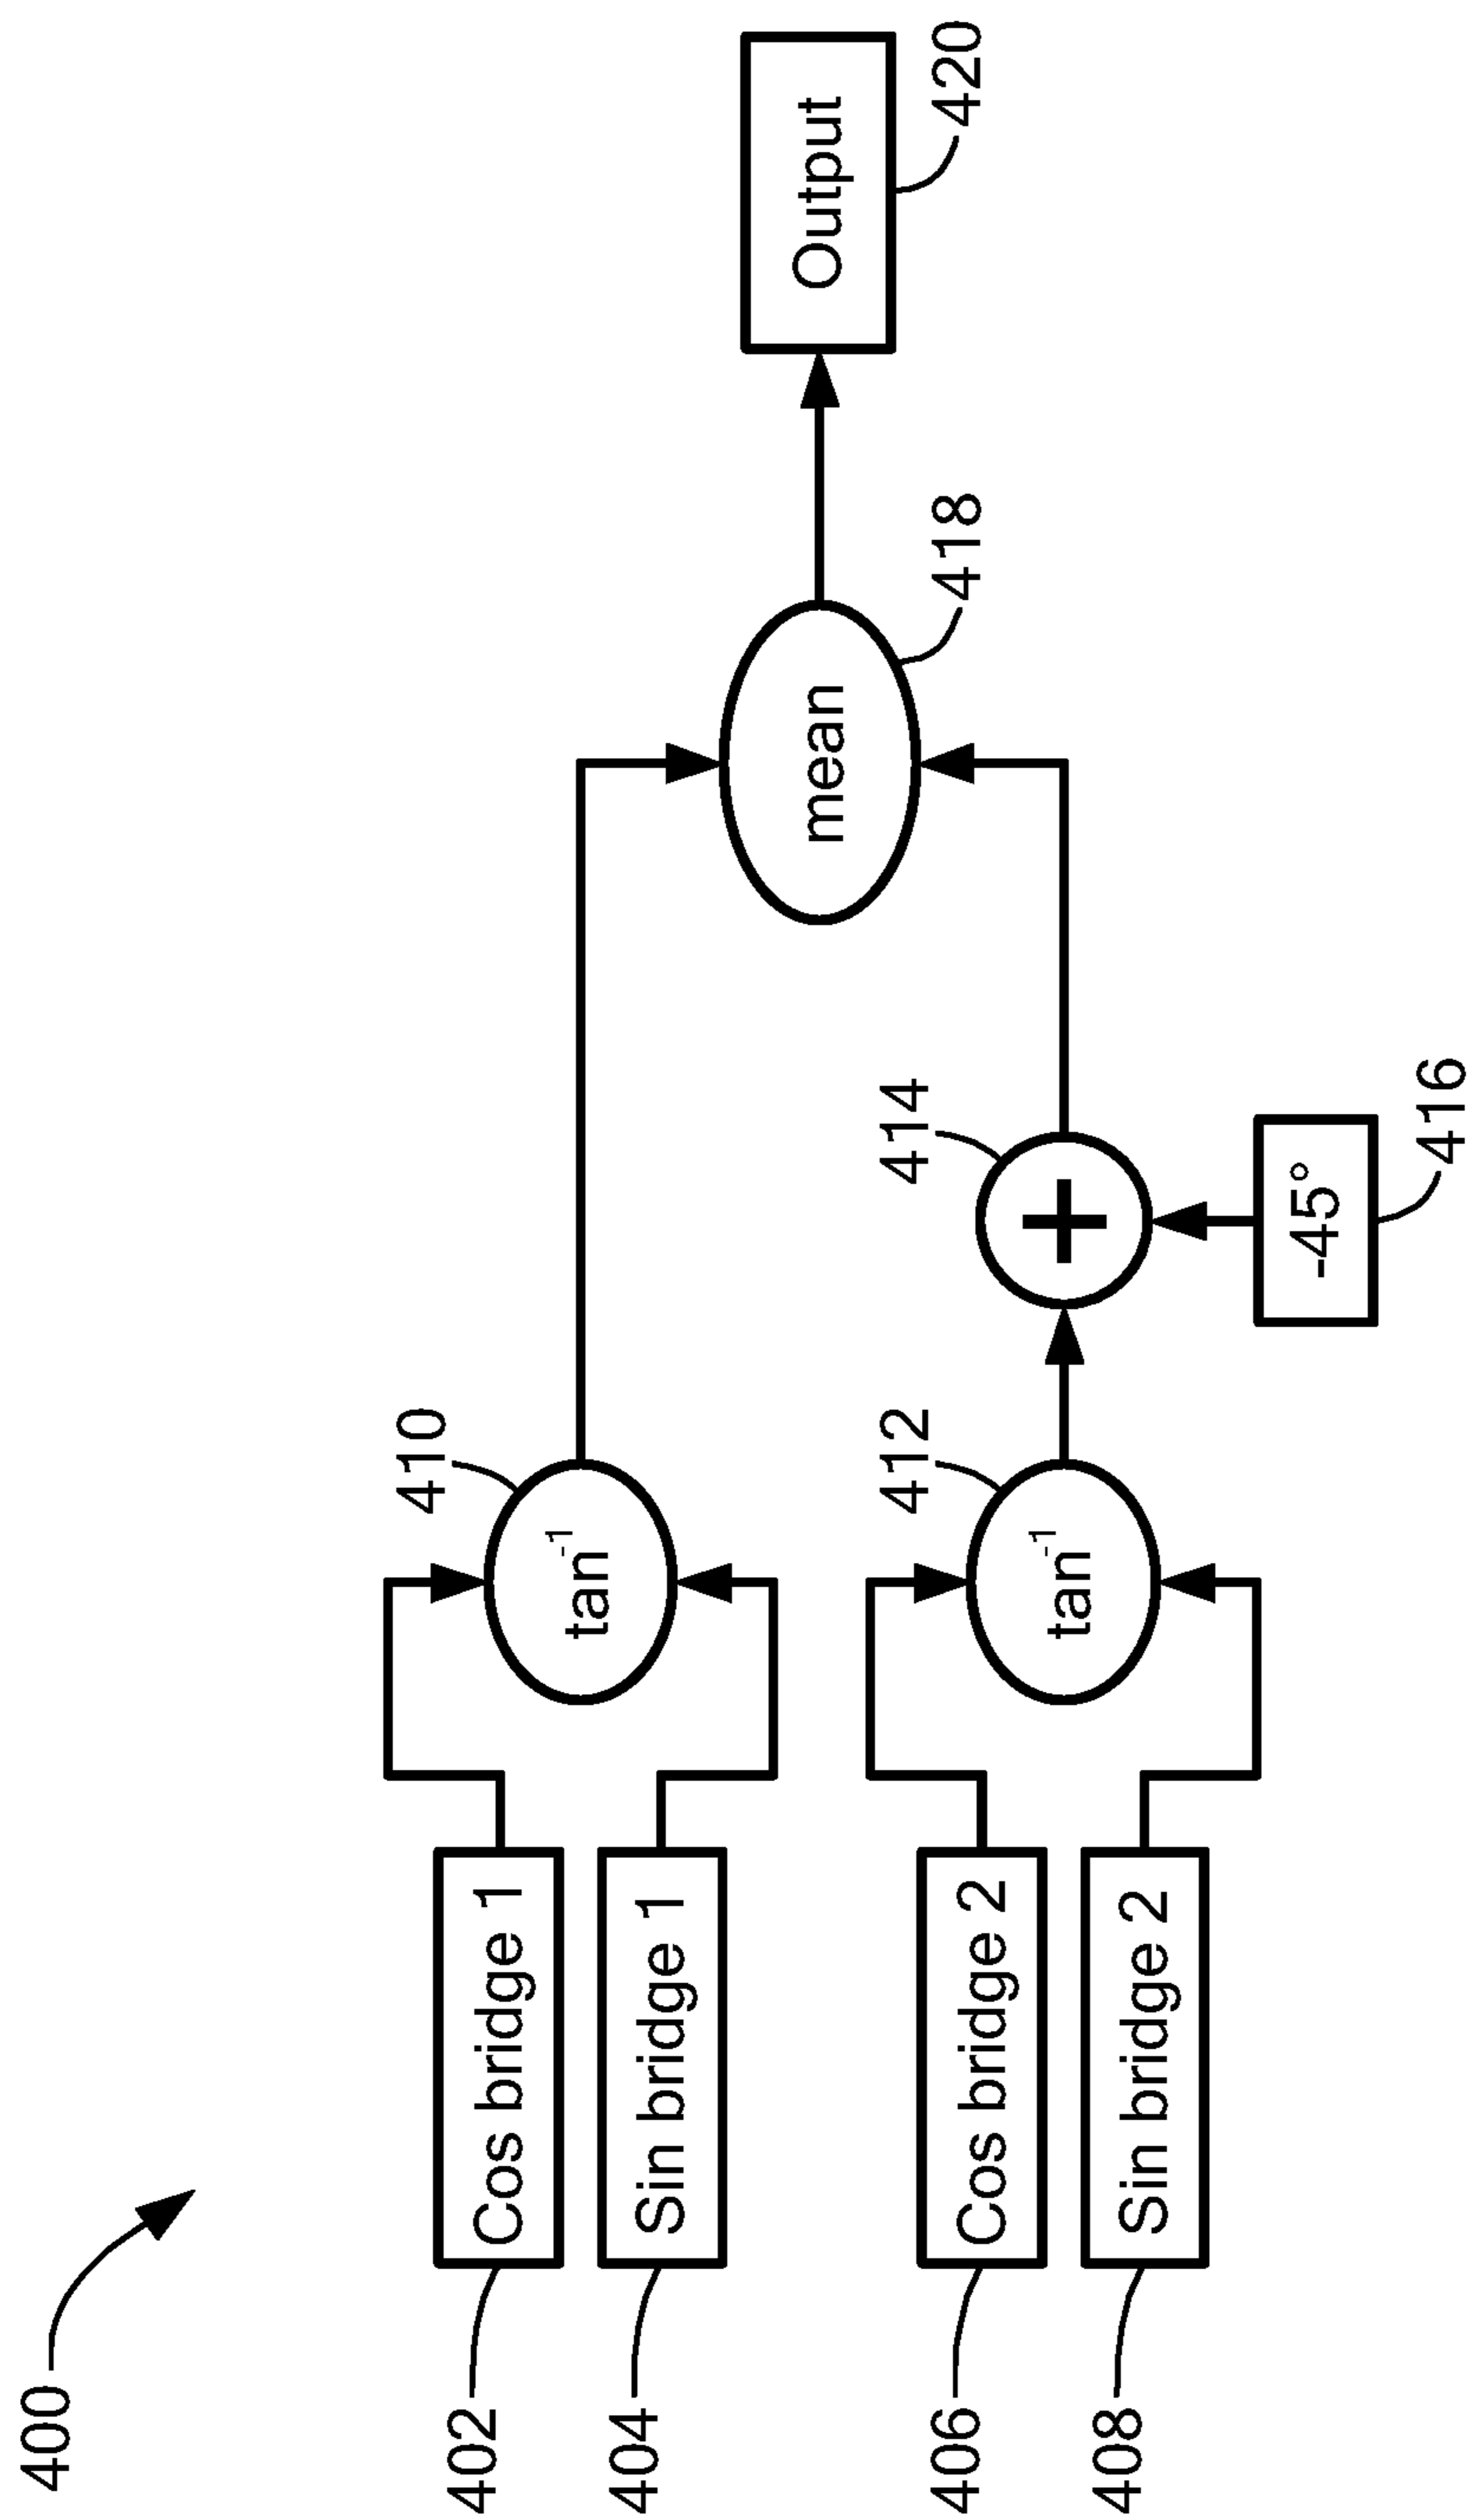 400
402
Cos bridge 1
404
Sin bridge 1
410
tan⁻¹
406
Cos bridge 2
408
Sin bridge 2
412
tan⁻¹
414
+
-45°
416
mean
418
Output
420